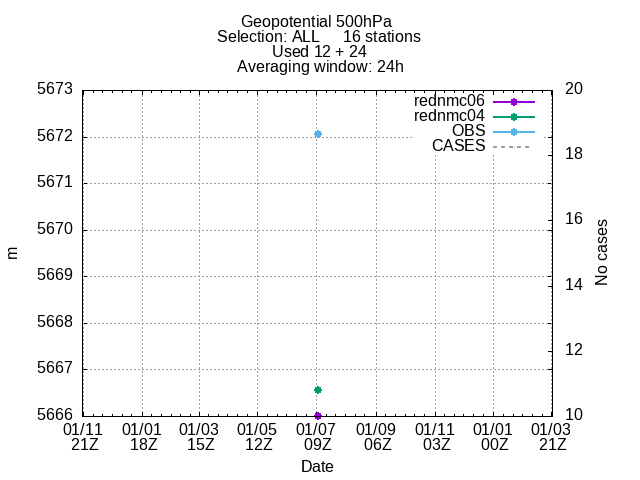 Geopotential 500hPa
Selection: ALL     16 stations
Used 12 + 24
Averaging window: 24h
rednmc06
rednmc04
OBS
CASES
5673
5672
5671
5670
5669
5668
5667
5666
m
20
18
16
14
12
10
No cases
01/11 01/01 01/03 01/05 01/07 01/09 01/11 01/01 01/03
21Z 18Z 15Z 12Z 09Z 06Z 03Z 00Z 21Z
Date